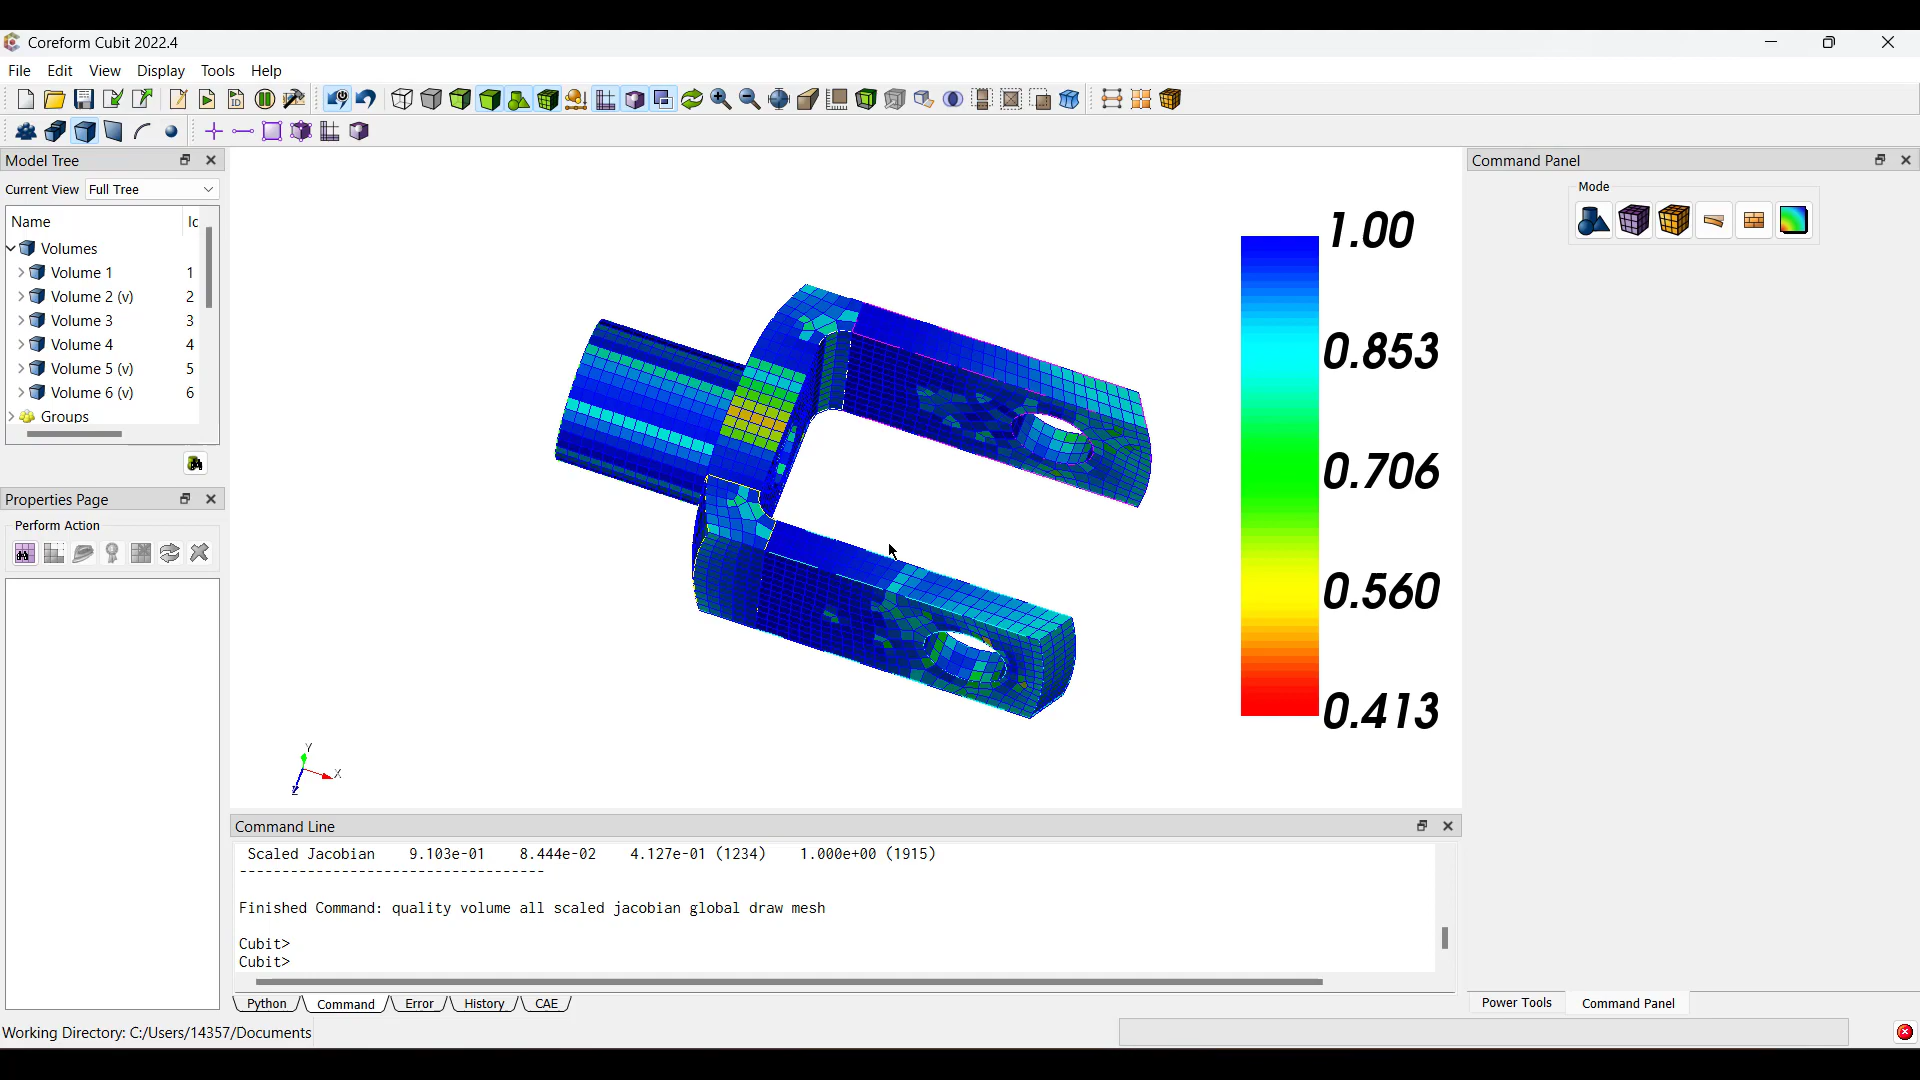 Coreform Cubit 2022.4
File Edit View Display Tools Help
Model Tree
Current View Full Tree
Name Ic
Volumes
Volume 1 1
Volume 2 (v) 2
Volume 3 3
Volume 4 4
Volume 5 (v) 5
Volume 6 (v) 6
Groups
Properties Page
Perform Action
1.00
0.853
0.706
0.560
0.413
Y
X
Z
Command Line
Scaled Jacobian 9.103e-01 8.444e-02 4.127e-01 (1234) 1.000e+00 (1915)
-----------------------------------
Finished Command: quality volume all scaled jacobian global draw mesh
Cubit>
Cubit>
Python Command Error History CAE
Command Panel
Mode
Power Tools Command Panel
Working Directory: C:/Users/14357/Documents